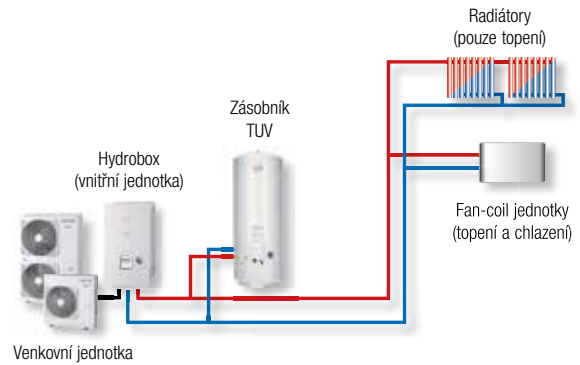 Radiátory
(pouze topení)
Zásobník
TUV
Hydrobox
(vnitřní jednotka)
Fan-coil jednotky
(topení a chlazení)
Venkovní jednotka